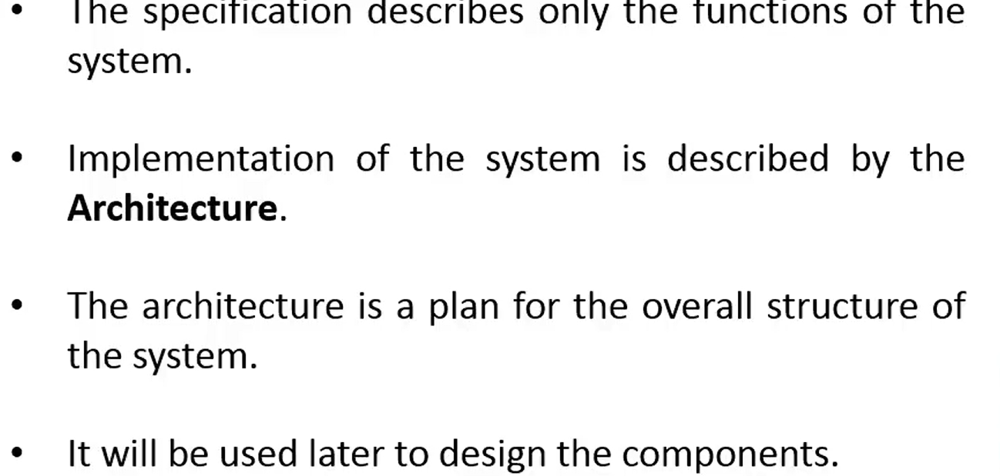 • The specification describes only the functions of the
system.
• Implementation of the system is described by the
Architecture.
• The architecture is a plan for the overall structure of
the system.
• It will be used later to design the components.